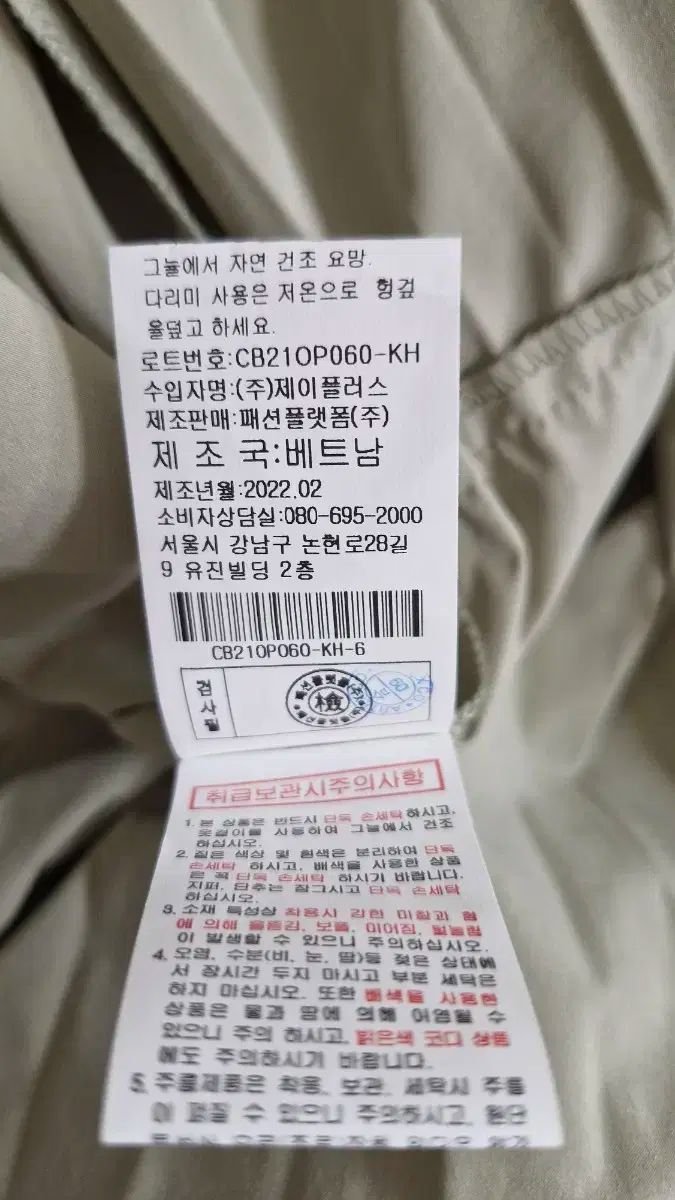 그늘에서 자연 건조 요망.
다리미 사용은 저온으로 헝겊
을덮고 하세요.
로트번호:CB21OP060-KH
수입자명:(주)제이플러스
제조판매:패션플랫폼(주)
제 조 국:베트남
제조년월:2022.02
소비자상담실:080-695-2000
서울시 강남구 논현로28길
9 유진빌딩 2층
CB21OP060-KH-6
검사필
檢
취급보관시주의사항
1. 본 상품은 반드시 단독 손세탁하시고,
옷걸이를 사용하여 그늘에서 건조
하십시오.
2. 짙은 색상 및 흰색은 분리하여 단독
손세탁 하시고, 배색을 사용한 상품
은 꼭 단독 손세탁 하시기 바랍니다.
지퍼, 단추는 잠그시고 단독 손세탁
하십시오.
3. 소재 특성상 착용시 강한 마찰과 힘
에 의해 올뜯김, 보풀, 미어짐, 털날림
이 발생할 수 있으니 주의하십시오.
4. 오염, 수분(비, 눈, 땀)등 젖은 상태에
서 장시간 두지 마시고 부분 세탁은
하지 마십시오. 또한 배색을 사용한
상품은 물과 땀에 의해 이염될 수
있으니 주의 하시고, 밝은색 코디 상품
에도 주의하시기 바랍니다.
5. 주름제품은 착용, 보관, 세탁시 주름
이 펴질 수 있으니 주의하시고, 원단